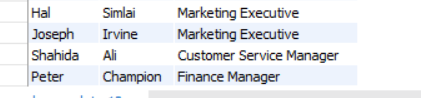 Hal Simlai Marketing Executive
Joseph Irvine Marketing Executive
Shahida Ali Customer Service Manager
Peter Champion Finance Manager